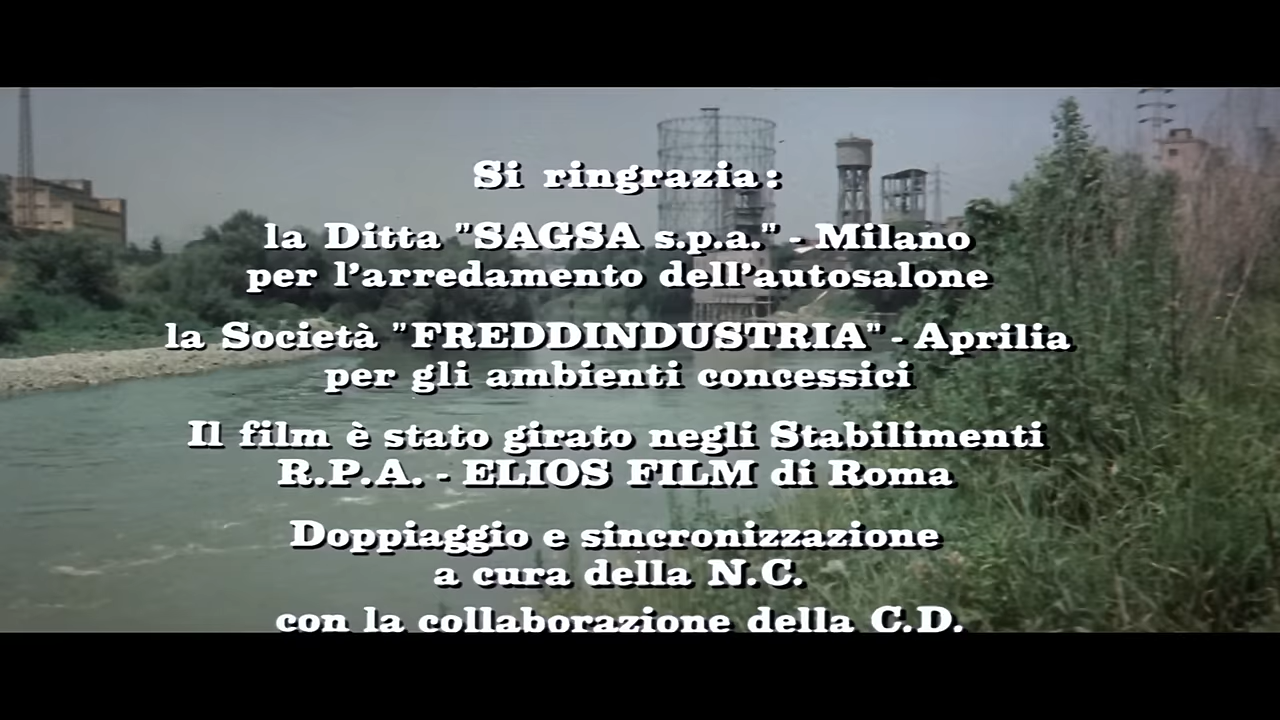 Si ringrazia:
la Ditta "SAGSA s.p.a." - Milano
per l'arredamento dell'autosalone
la Società "FREDDINDUSTRIA" - Aprilia
per gli ambienti concessici
Il film è stato girato negli Stabilimenti
R.P.A. - ELIOS FILM di Roma
Doppiaggio e sincronizzazione
a cura della N.C.
con la collaborazione della C.D.